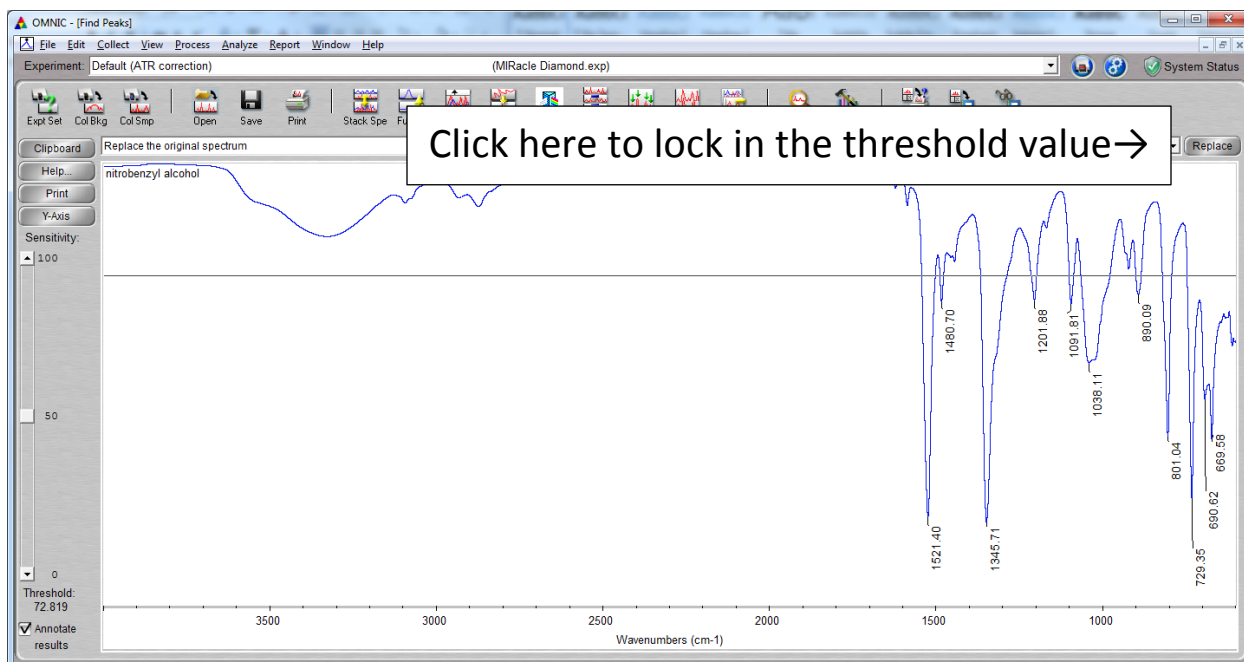 OMNIC - [Find Peaks]
File Edit Collect View Process Analyze Report Window Help
Experiment: Default (ATR correction) (MIRacle Diamond.exp) System Status
Expt Set Col Bkg Col Smp Open Save Print Stack Spe
Click here to lock in the threshold value→
Clipboard Replace the original spectrum Replace
Help...
nitrobenzyl alcohol
Print
Y-Axis
Sensitivity:
100
50
0
Threshold:
72.819
Annotate
results
1521.40
1480.70
1345.71
1201.88
1091.81
1038.11
890.09
801.04
729.35
690.62
669.58
3500 3000 2500 2000 1500 1000
Wavenumbers (cm-1)